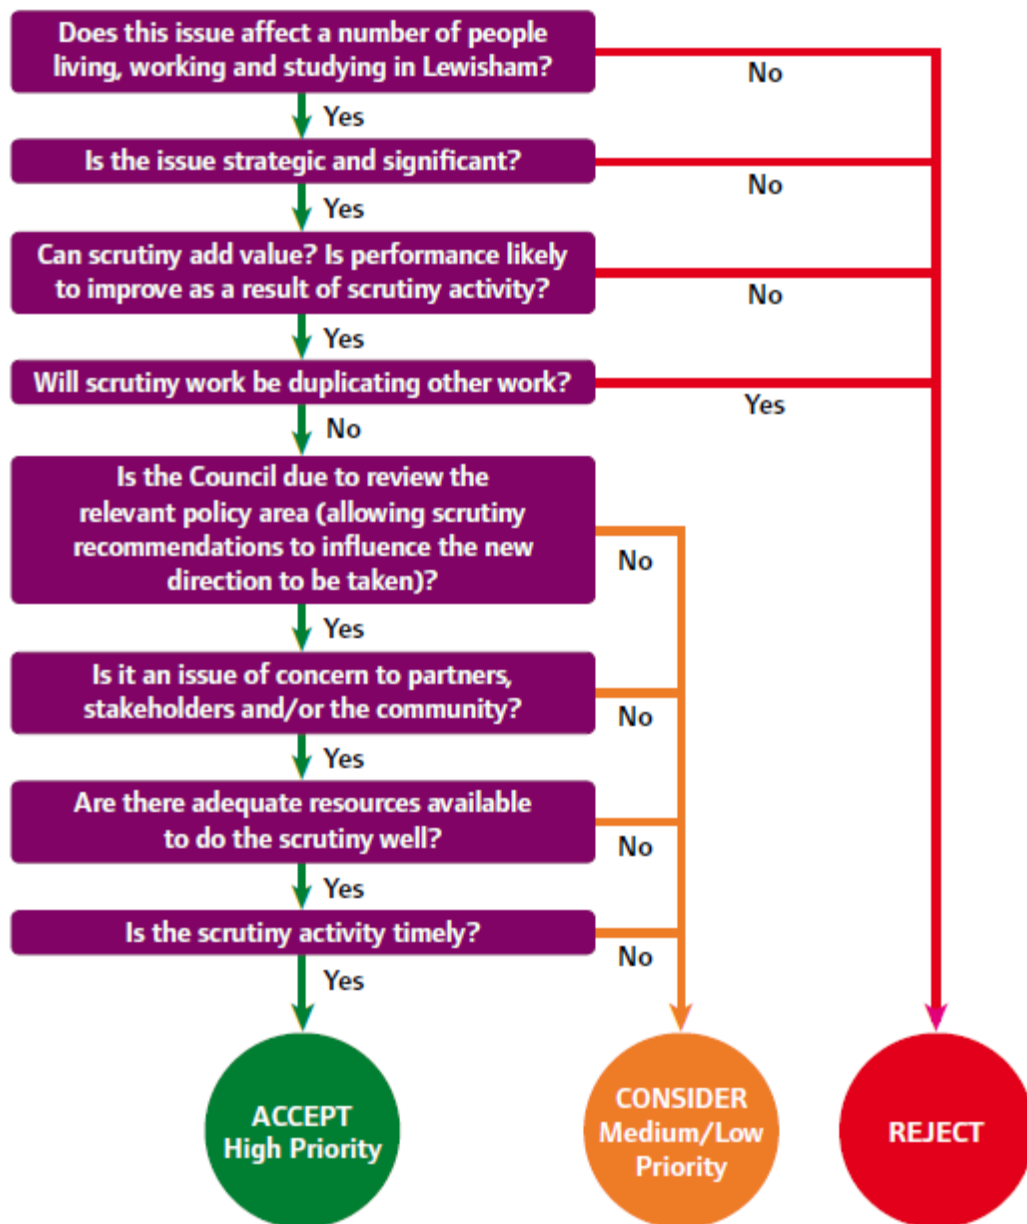 Does this issue affect a number of people
living, working and studying in Lewisham?
No
Yes
Is the issue strategic and significant?
No
Yes
Can scrutiny add value? Is performance likely
to improve as a result of scrutiny activity?
No
Yes
Will scrutiny work be duplicating other work?
Yes
No
Is the Council due to review the
relevant policy area (allowing scrutiny
recommendations to influence the new
direction to be taken)?
No
Yes
Is it an issue of concern to partners,
stakeholders and/or the community?
No
Yes
Are there adequate resources available
to do the scrutiny well?
No
Yes
Is the scrutiny activity timely?
No
Yes
ACCEPT
High Priority
CONSIDER
Medium/Low
Priority
REJECT